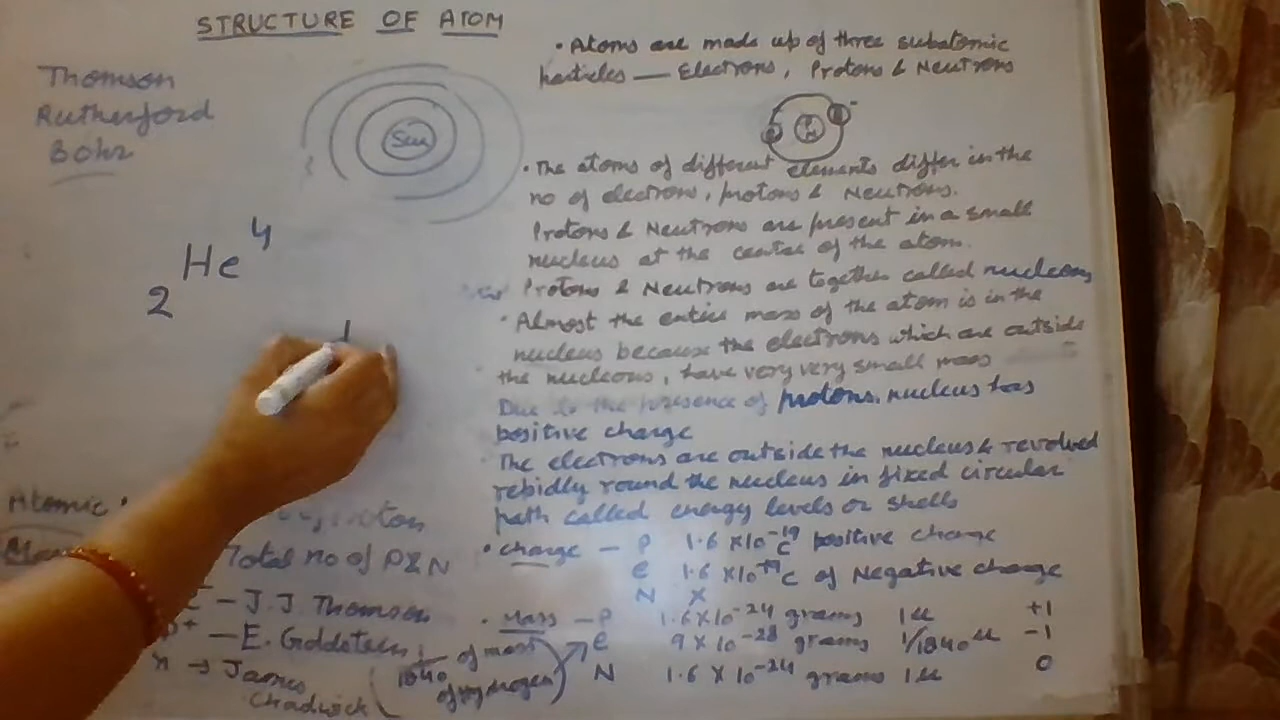 STRUCTURE OF ATOM
Thomson
Rutherford
Bohr
Sun
2 He 4
Atomic
Proton
Total no of P & N
- J.J Thomson
p+ - E. Goldstein
n → James
Chadwick
1/1840 of mass
of Hydrogen
• Atoms are made up of three subatomic
particles — Electrons, Protons & Neutrons
• The atoms of different elements differ in the
no of electrons, protons & Neutrons.
Protons & Neutrons are present in a small
nucleus at the center of the atom.
Protons & Neutrons are together called nucleons
• Almost the entire mass of the atom is in the
nucleus because the electrons which are outside
the nucleons, have very very small mass
Due to the presence of protons, nucleus has
positive charge
The electrons are outside the nucleus & revolved
rebidly round the nucleus in fixed circular
path called energy levels or shells
• charge — P 1.6 x10-19 C positive charge
e 1.6 x10-19 C of Negative charge
N X
• Mass — P 1.6 X 10-24 grams 1u +1
e 9 X 10-28 grams 1/1840 u -1
N 1.6 X 10-24 grams 1u 0